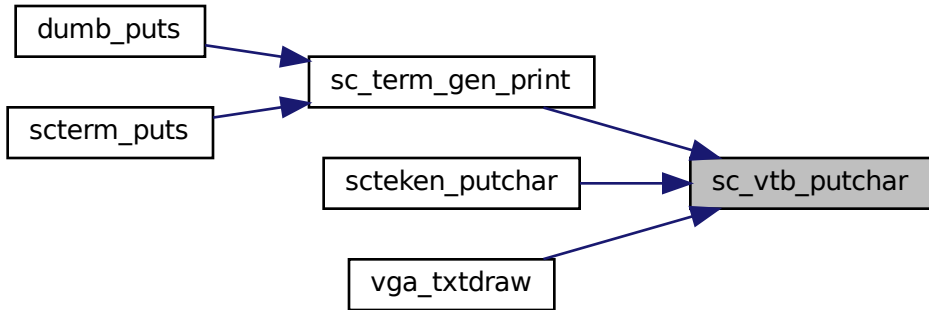 dumb_puts
sc_term_gen_print
scterm_puts
scteken_putchar
sc_vtb_putchar
vga_txtdraw